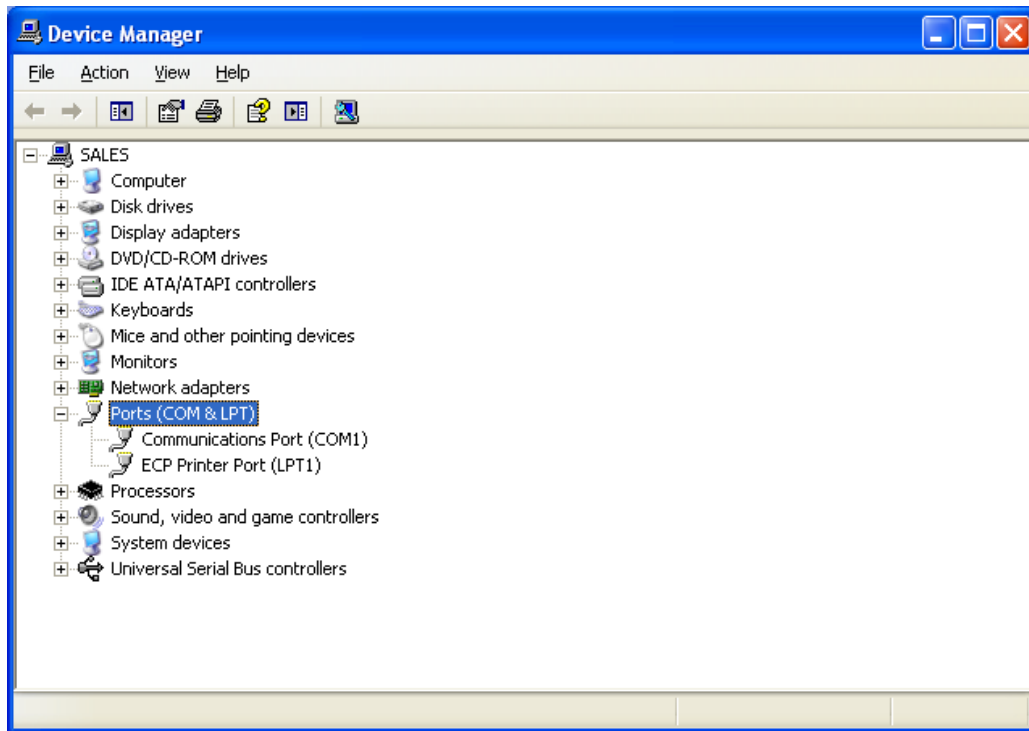 Device Manager
File Action View Help
SALES
Computer
Disk drives
Display adapters
DVD/CD-ROM drives
IDE ATA/ATAPI controllers
Keyboards
Mice and other pointing devices
Monitors
Network adapters
Ports (COM & LPT)
Communications Port (COM1)
ECP Printer Port (LPT1)
Processors
Sound, video and game controllers
System devices
Universal Serial Bus controllers